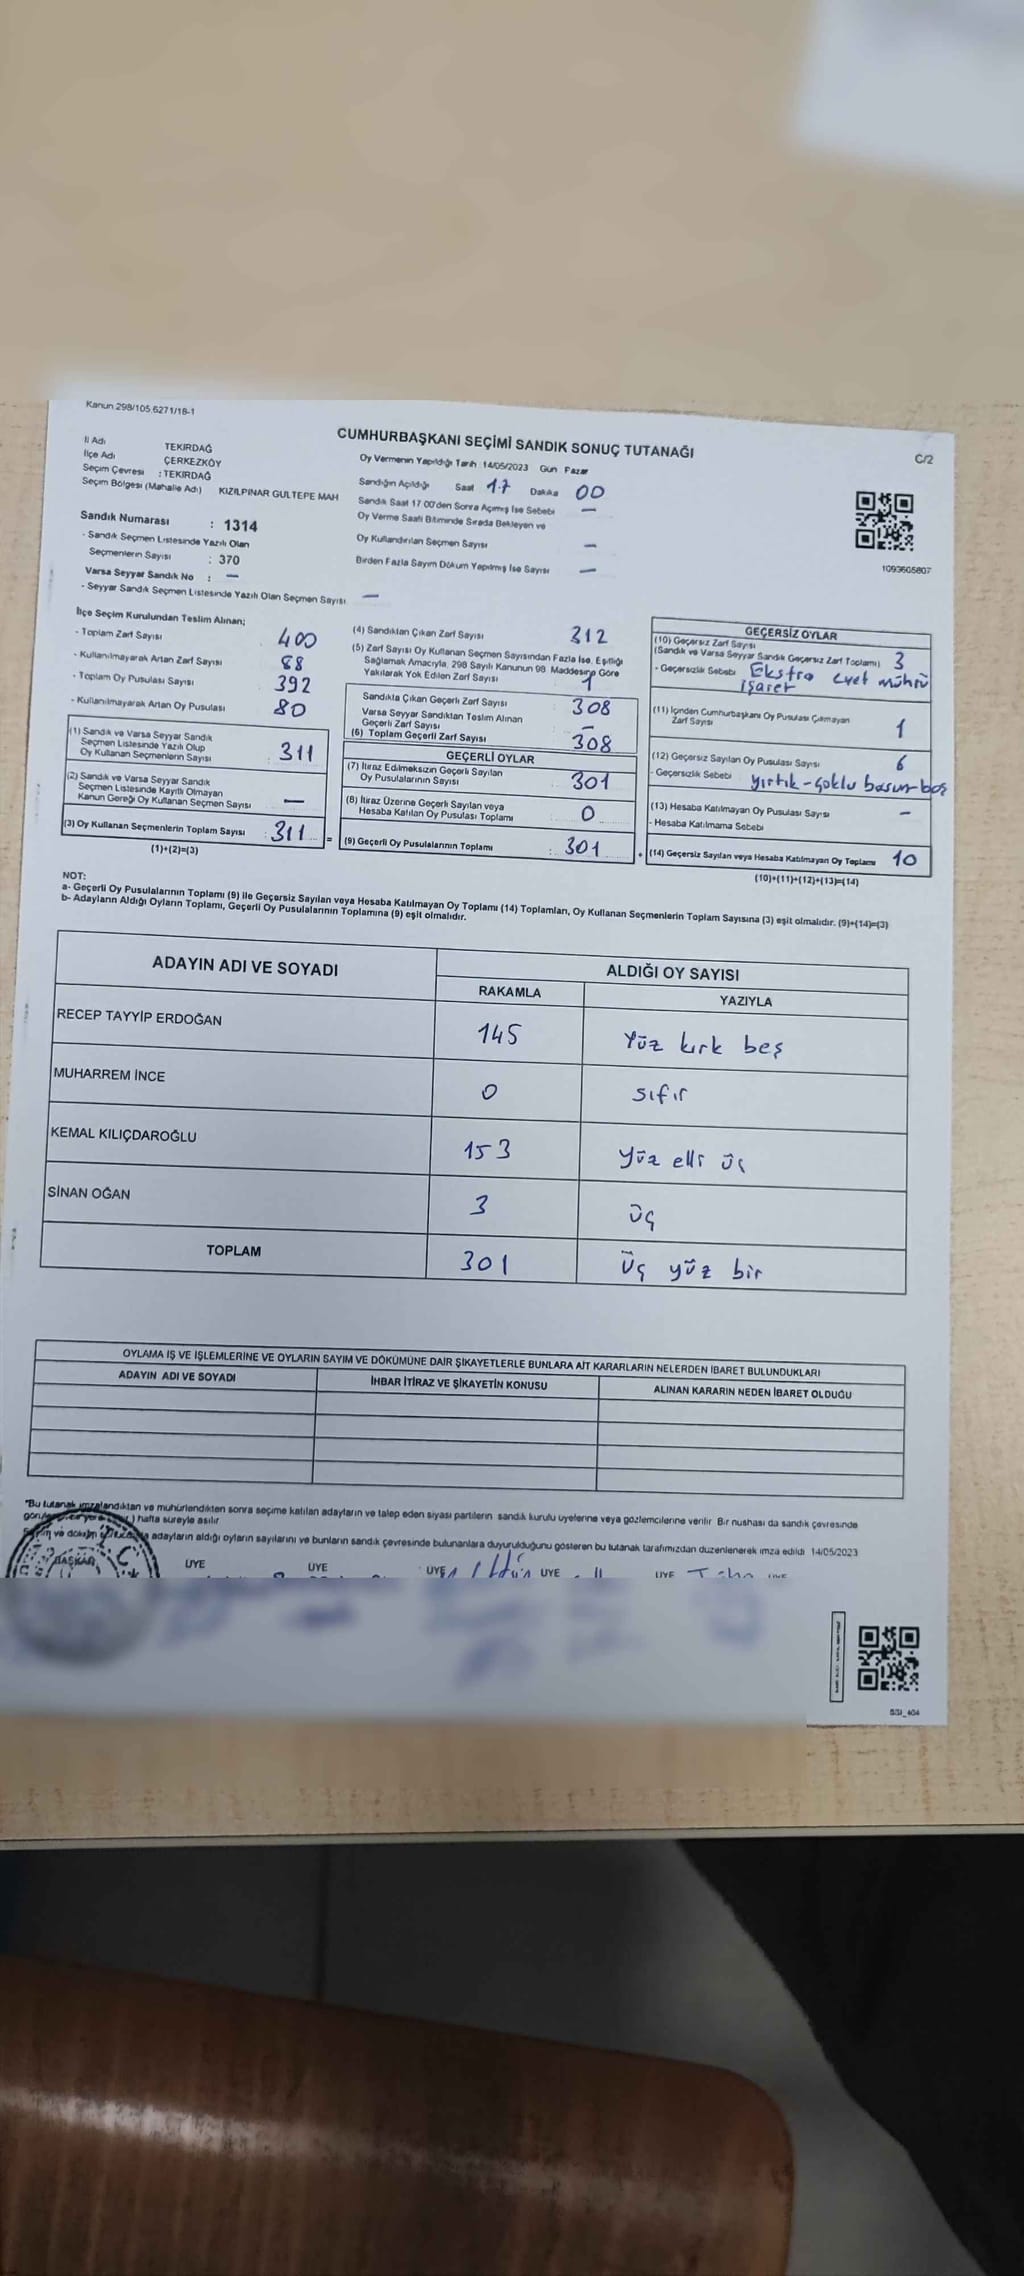 Kanun 298/105,6271/18-1
CUMHURBAŞKANI SEÇİMİ SANDIK SONUÇ TUTANAĞI
C/2
İl Adı TEKİRDAĞ
İlçe Adı ÇERKEZKÖY
Seçim Çevresi : TEKİRDAĞ
Seçim Bölgesi (Mahalle Adı) KIZILPINAR GÜLTEPE MAH
Sandık Numarası : 1314
- Sandık Seçmen Listesinde Yazılı Olan
Seçmenlerin Sayısı : 370
Varsa Seyyar Sandık No : —
- Seyyar Sandık Seçmen Listesinde Yazılı Olan Seçmen Sayısı —
Oy Vermenin Yapıldığı Tarih 14/05/2023 Gün Pazar
Sandığın Açıldığı Saat 17 Dakika 00
Sandık Saat 17 00'den Sonra Açılmış İse Sebebi —
Oy Verme Saati Bitiminde Sırada Bekleyen ve
Oy Kullandırılan Seçmen Sayısı —
Birden Fazla Sayım Döküm Yapılmış İse Sayısı —
1093605807
İlçe Seçim Kurulundan Teslim Alınan;
- Toplam Zarf Sayısı 400
- Kullanılmayarak Artan Zarf Sayısı 88
- Toplam Oy Pusulası Sayısı 392
- Kullanılmayarak Artan Oy Pusulası 80
(1) Sandık ve Varsa Seyyar Sandık
Seçmen Listesinde Yazılı Olup
Oy Kullanan Seçmenlerin Sayısı : 311
(2) Sandık ve Varsa Seyyar Sandık
Seçmen Listesinde Kayıtlı Olmayan
Kanun Gereği Oy Kullanan Seçmen Sayısı —
(3) Oy Kullanan Seçmenlerin Toplam Sayısı : 311 =
(1)+(2)=(3)
(4) Sandıktan Çıkan Zarf Sayısı 312
(5) Zarf Sayısı Oy Kullanan Seçmen Sayısından Fazla İse, Eşitliği
Sağlamak Amacıyla, 298 Sayılı Kanunun 98 Maddesine Göre
Yakılarak Yok Edilen Zarf Sayısı 1
Sandıkta Çıkan Geçerli Zarf Sayısı 308
Varsa Seyyar Sandıktan Teslim Alınan
Geçerli Zarf Sayısı —
(6) Toplam Geçerli Zarf Sayısı 308
GEÇERLİ OYLAR
(7) İtiraz Edilmeksizin Geçerli Sayılan
Oy Pusulalarının Sayısı 301
(8) İtiraz Üzerine Geçerli Sayılan veya
Hesaba Katılan Oy Pusulası Toplamı 0
(9) Geçerli Oy Pusulalarının Toplamı : 301 +
GEÇERSİZ OYLAR
(10) Geçersiz Zarf Sayısı
(Sandık ve Varsa Seyyar Sandık Geçersiz Zarf Toplamı) 3
- Geçersizlik Sebebi Ekstra evet mührü
işaret
(11) İçinden Cumhurbaşkanı Oy Pusulası Çıkmayan
Zarf Sayısı 1
(12) Geçersiz Sayılan Oy Pusulası Sayısı 6
- Geçersizlik Sebebi yırtık - çoklu basım - boş
(13) Hesaba Katılmayan Oy Pusulası Sayısı —
- Hesaba Katılmama Sebebi
(14) Geçersiz Sayılan veya Hesaba Katılmayan Oy Toplamı 10
(10)+(11)+(12)+(13)=(14)
NOT:
a- Geçerli Oy Pusulalarının Toplamı (9) ile Geçersiz Sayılan veya Hesaba Katılmayan Oy Toplamı (14) Toplamları, Oy Kullanan Seçmenlerin Toplam Sayısına (3) eşit olmalıdır. (9)+(14)=(3)
b- Adayların Aldığı Oyların Toplamı, Geçerli Oy Pusulalarının Toplamına (9) eşit olmalıdır.
ADAYIN ADI VE SOYADI ALDIĞI OY SAYISI
RAKAMLA YAZIYLA
RECEP TAYYİP ERDOĞAN 145 Yüz kırk beş
MUHARREM İNCE 0 sıfır
KEMAL KILIÇDAROĞLU 153 Yüz elli üç
SİNAN OĞAN 3 üç
TOPLAM 301 Üç yüz bir
OYLAMA İŞ VE İŞLEMLERİNE VE OYLARIN SAYIM VE DÖKÜMÜNE DAİR ŞİKAYETLERLE BUNLARA AİT KARARLARIN NELERDEN İBARET BULUNDUKLARI
ADAYIN ADI VE SOYADI İHBAR İTİRAZ VE ŞİKAYETİN KONUSU ALINAN KARARIN NEDEN İBARET OLDUĞU
"Bu tutanak imzalandıktan ve mühürlendikten sonra seçime katılan adayların ve talep eden siyasi partilerin sandık kurulu üyelerine veya gözlemcilerine verilir Bir nüshası da sandık çevresinde
) hafta süreyle asılır
ve döküm adayların aldığı oyların sayılarını ve bunların sandık çevresinde bulunanlara duyurulduğunu gösteren bu tutanak tarafımızdan düzenlenerek imza edildi 14/05/2023
BAŞKAN ÜYE ÜYE ÜYE ÜYE ÜYE ÜYE
T.C.
SSI_404